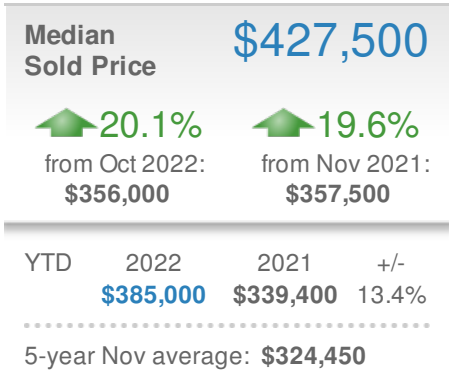 Median
Sold Price
$427,500
20.1% 19.6%
from Oct 2022: from Nov 2021:
$356,000 $357,500
YTD 2022 2021 +/-
$385,000 $339,400 13.4%
5-year Nov average: $324,450